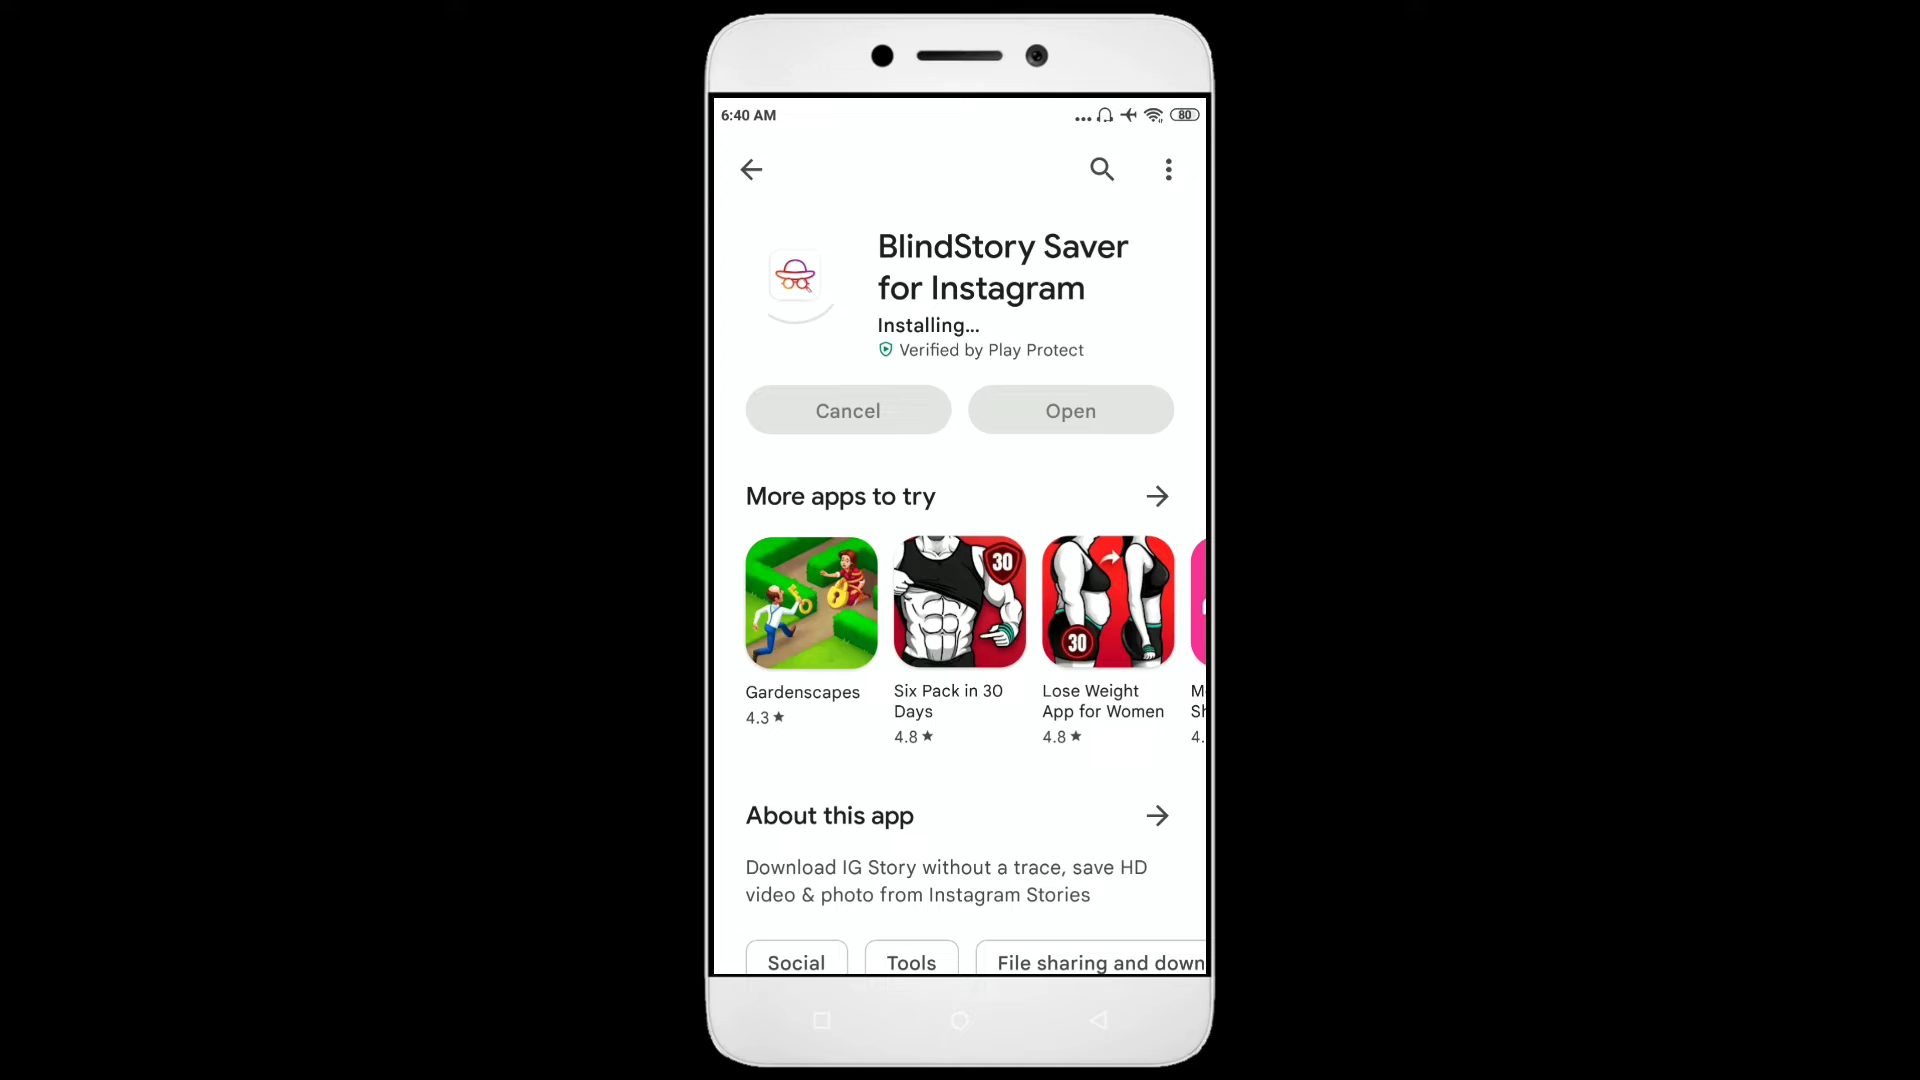 6:40 AM
80
BlindStory Saver
for Instagram
Installing...
Verified by Play Protect
Cancel
Open
More apps to try
30
30
Gardenscapes
4.3 ★
Six Pack in 30
Days
4.8 ★
Lose Weight
App for Women
4.8 ★
M
Sh
4.
About this app
Download IG Story without a trace, save HD
video & photo from Instagram Stories
Social
Tools
File sharing and down